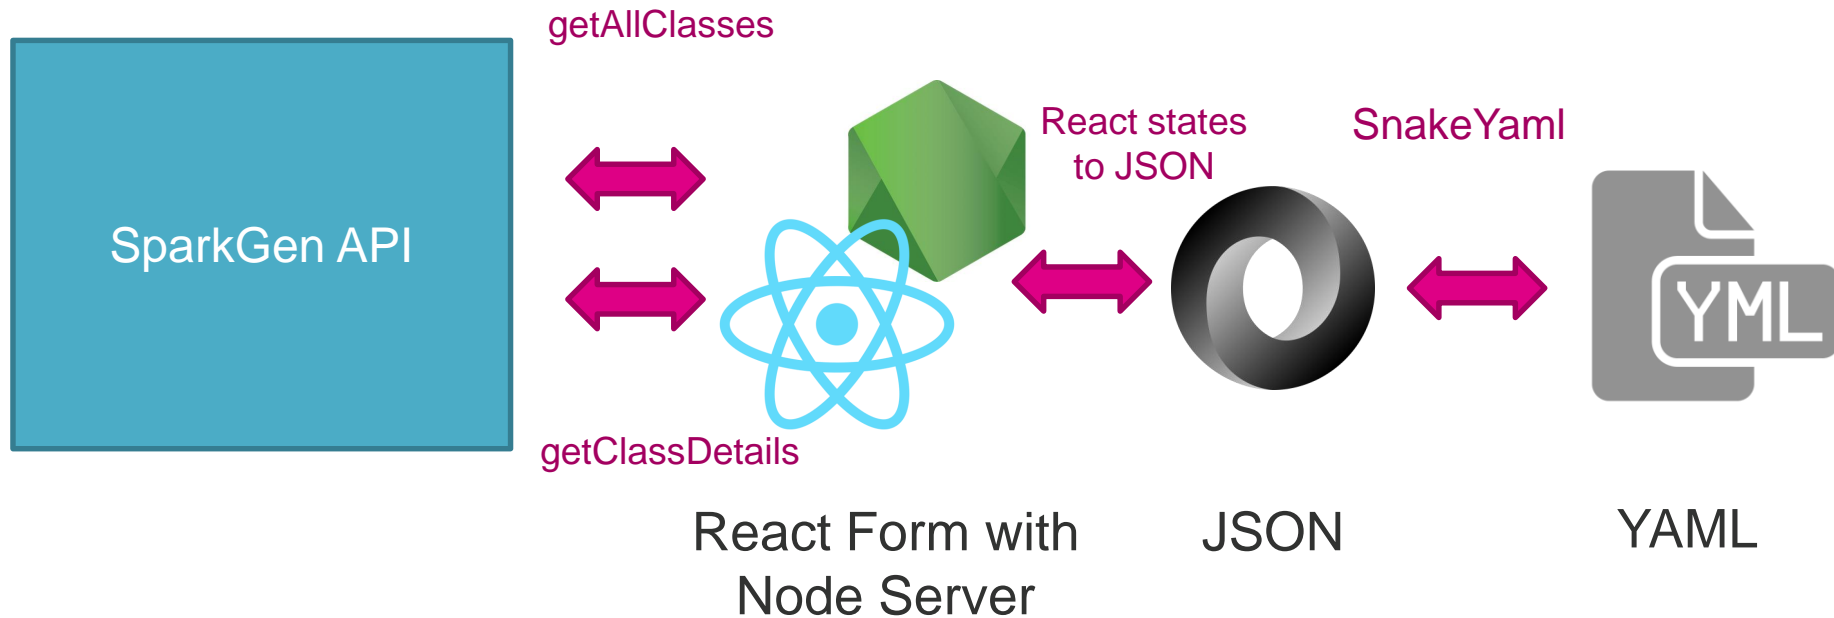 getAllClasses
SparkGen API
React states
to JSON
SnakeYaml
YML
getClassDetails
React Form with
Node Server
JSON
YAML